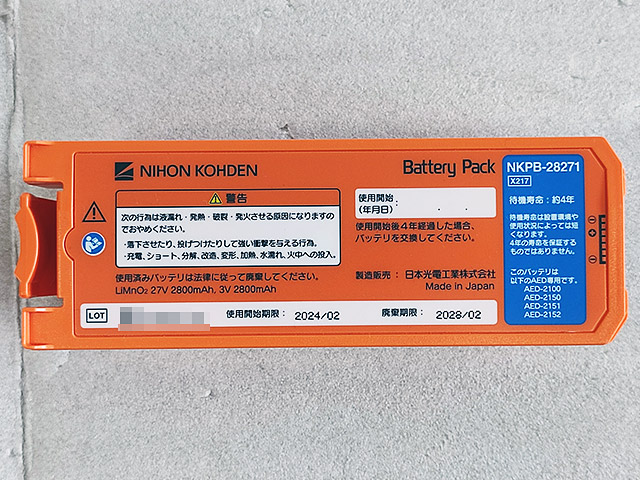 NIHON KOHDEN
Battery Pack
NKPB-28271
X217
警告
次の行為は液漏れ・発熱・破裂・発火させる原因になりますの
でおやめください。
・落下させたり、投げつけたりして強い衝撃を与える行為。
・充電、ショート、分解、改造、変形、加熱、水濡れ、火中への投入。
使用済みバッテリは法律に従って廃棄してください。
LiMnO₂ 27V 2800mAh, 3V 2800mAh
使用開始
(年月日)
使用開始後4年経過した場合、
バッテリを交換してください。
製造販売： 日本光電工業株式会社
Made in Japan
待機寿命：約4年
待機寿命は設置環境や
使用状況によっては短
くなります。
4年の寿命を保証する
ものではありません。
このバッテリは
以下のAED専用です。
AED-2100
AED-2150
AED-2151
AED-2152
LOT
使用開始期限： 2024/02
廃棄期限： 2028/02